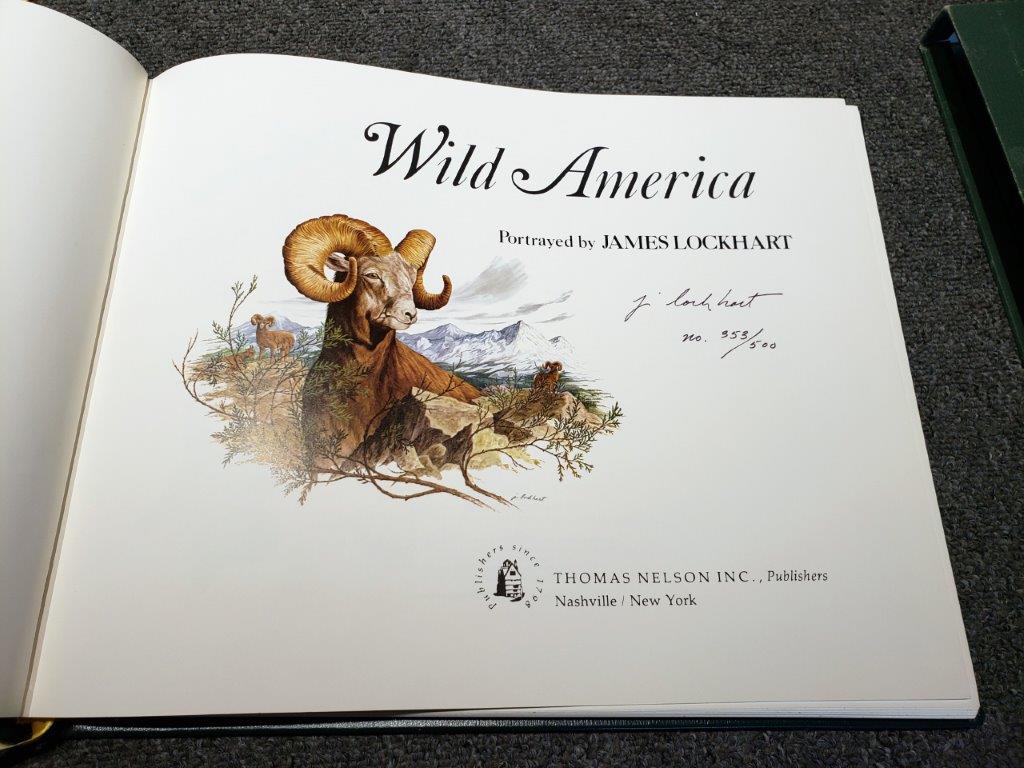 Wild America
Portrayed by JAMES LOCKHART
j lockhart
no. 353/500
j. lockhart
Publishers since 1798
THOMAS NELSON INC., Publishers
Nashville / New York